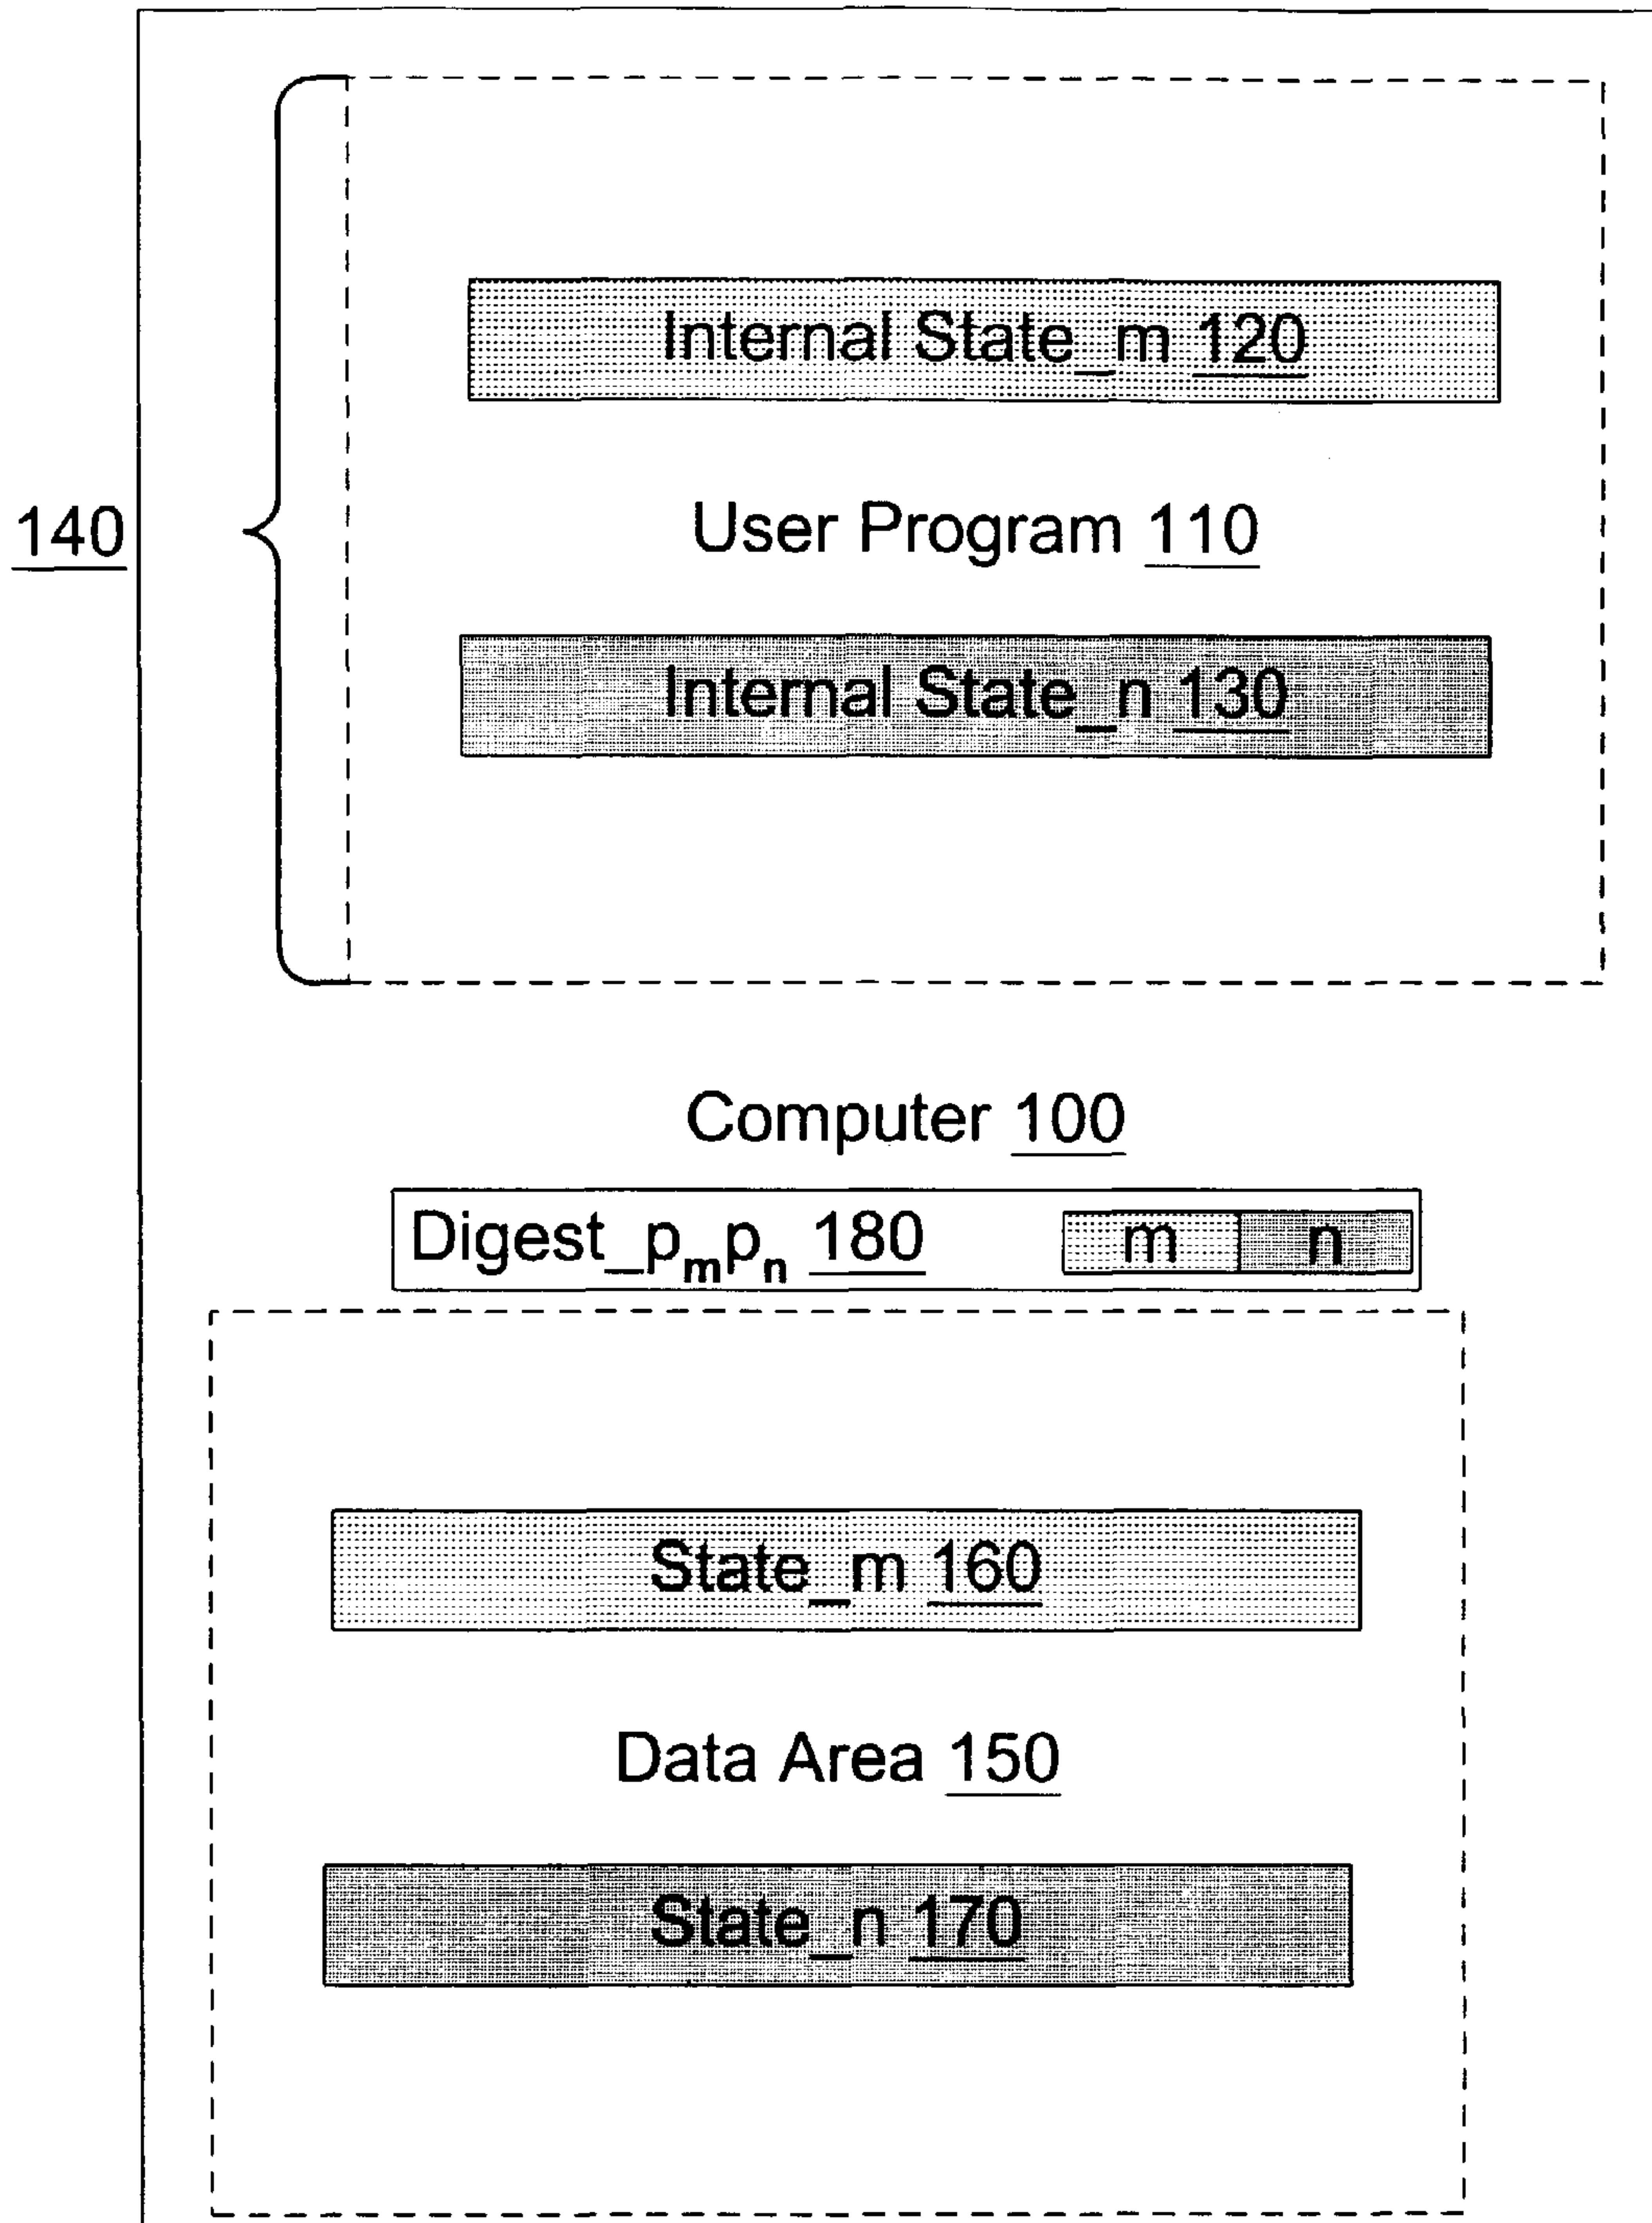 Internal State_m 120
140
User Program 110
Internal State_n 130
Computer 100
Digest_pmpn 180 m n
State_m 160
Data Area 150
State_n 170